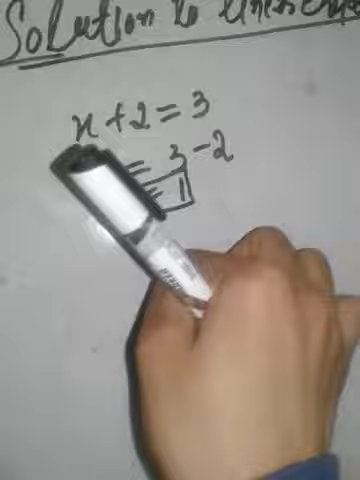 Solution to
x + 2 = 3
= 3 - 2
= 1